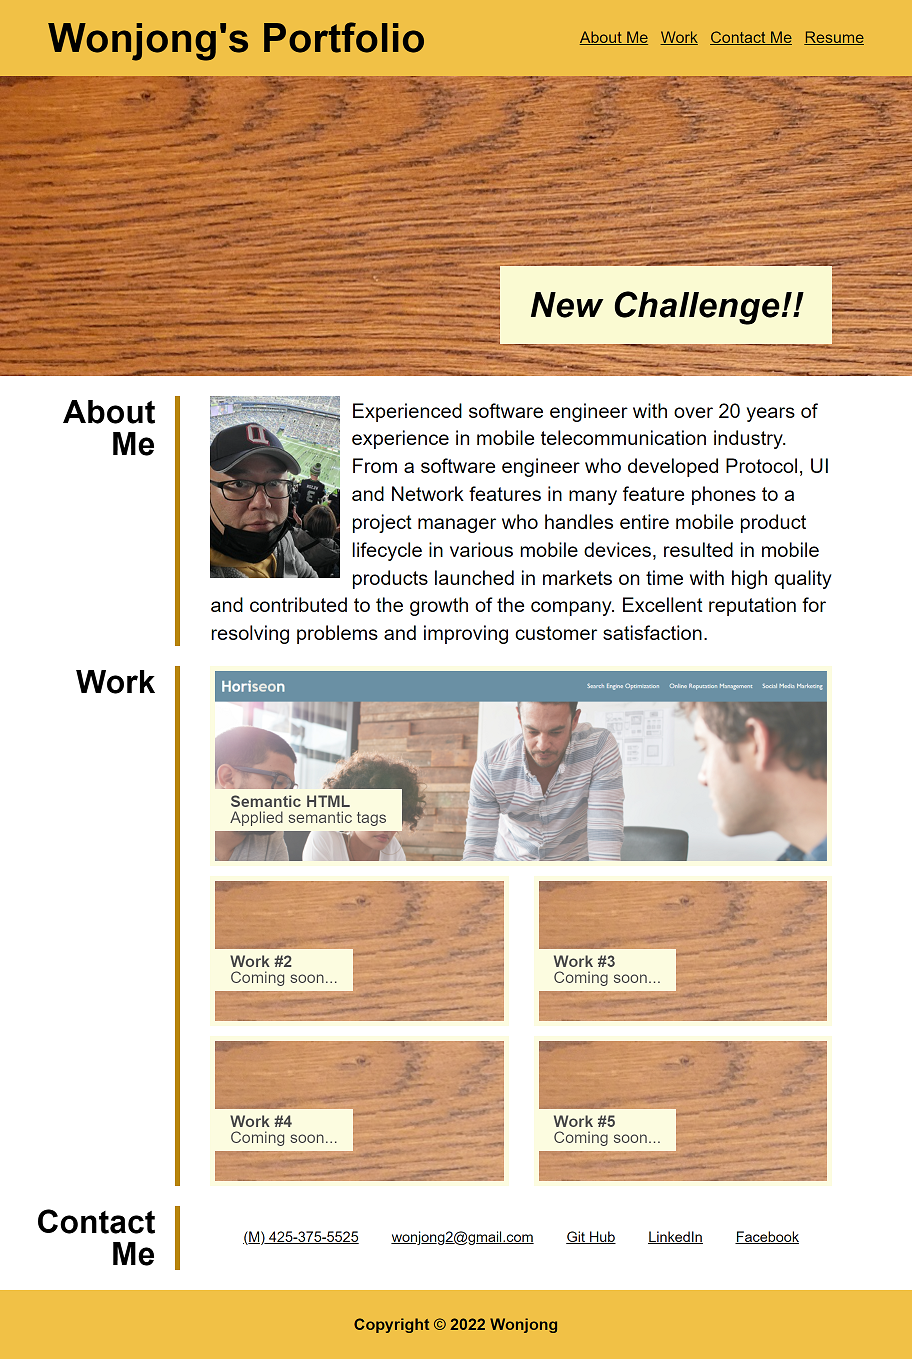 Wonjong's Portfolio
About Me Work Contact Me Resume
New Challenge!!
About
Me
Experienced software engineer with over 20 years of
experience in mobile telecommunication industry.
From a software engineer who developed Protocol, UI
and Network features in many feature phones to a
project manager who handles entire mobile product
lifecycle in various mobile devices, resulted in mobile
products launched in markets on time with high quality
and contributed to the growth of the company. Excellent reputation for
resolving problems and improving customer satisfaction.
Work
Horiseon
Search Engine Optimization Online Reputation Management Social Media Marketing
Semantic HTML
Applied semantic tags
Work #2
Coming soon...
Work #3
Coming soon...
Work #4
Coming soon...
Work #5
Coming soon...
Contact
Me
(M) 425-375-5525 wonjong2@gmail.com Git Hub LinkedIn Facebook
Copyright © 2022 Wonjong